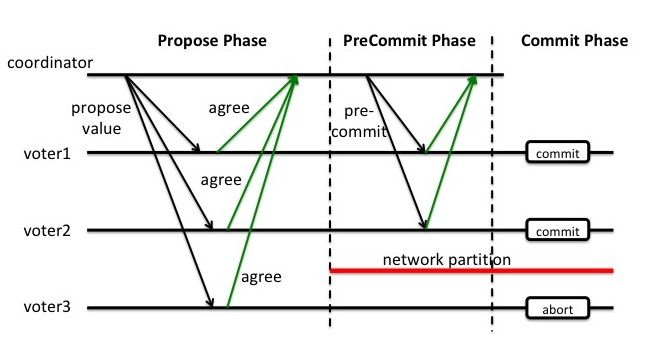 Propose Phase
PreCommit Phase
Commit Phase
coordinator
propose
value
agree
pre-
commit
voter1
commit
agree
voter2
commit
network partition
agree
voter3
abort